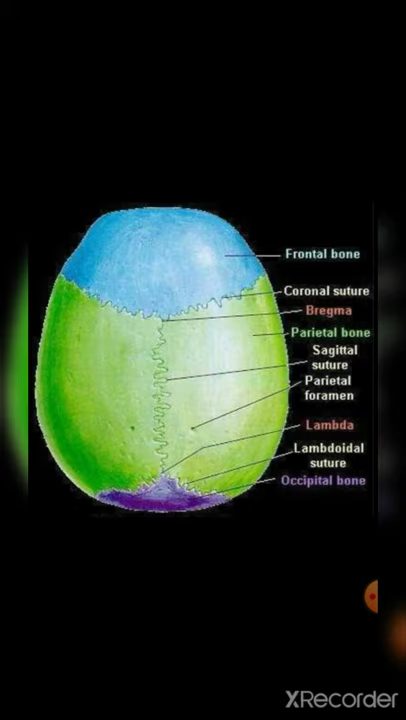 Frontal bone
Coronal suture
Bregma
Parietal bone
Sagittal
suture
Parietal
foramen
Lambda
Lambdoidal
suture
Occipital bone
XRecorder